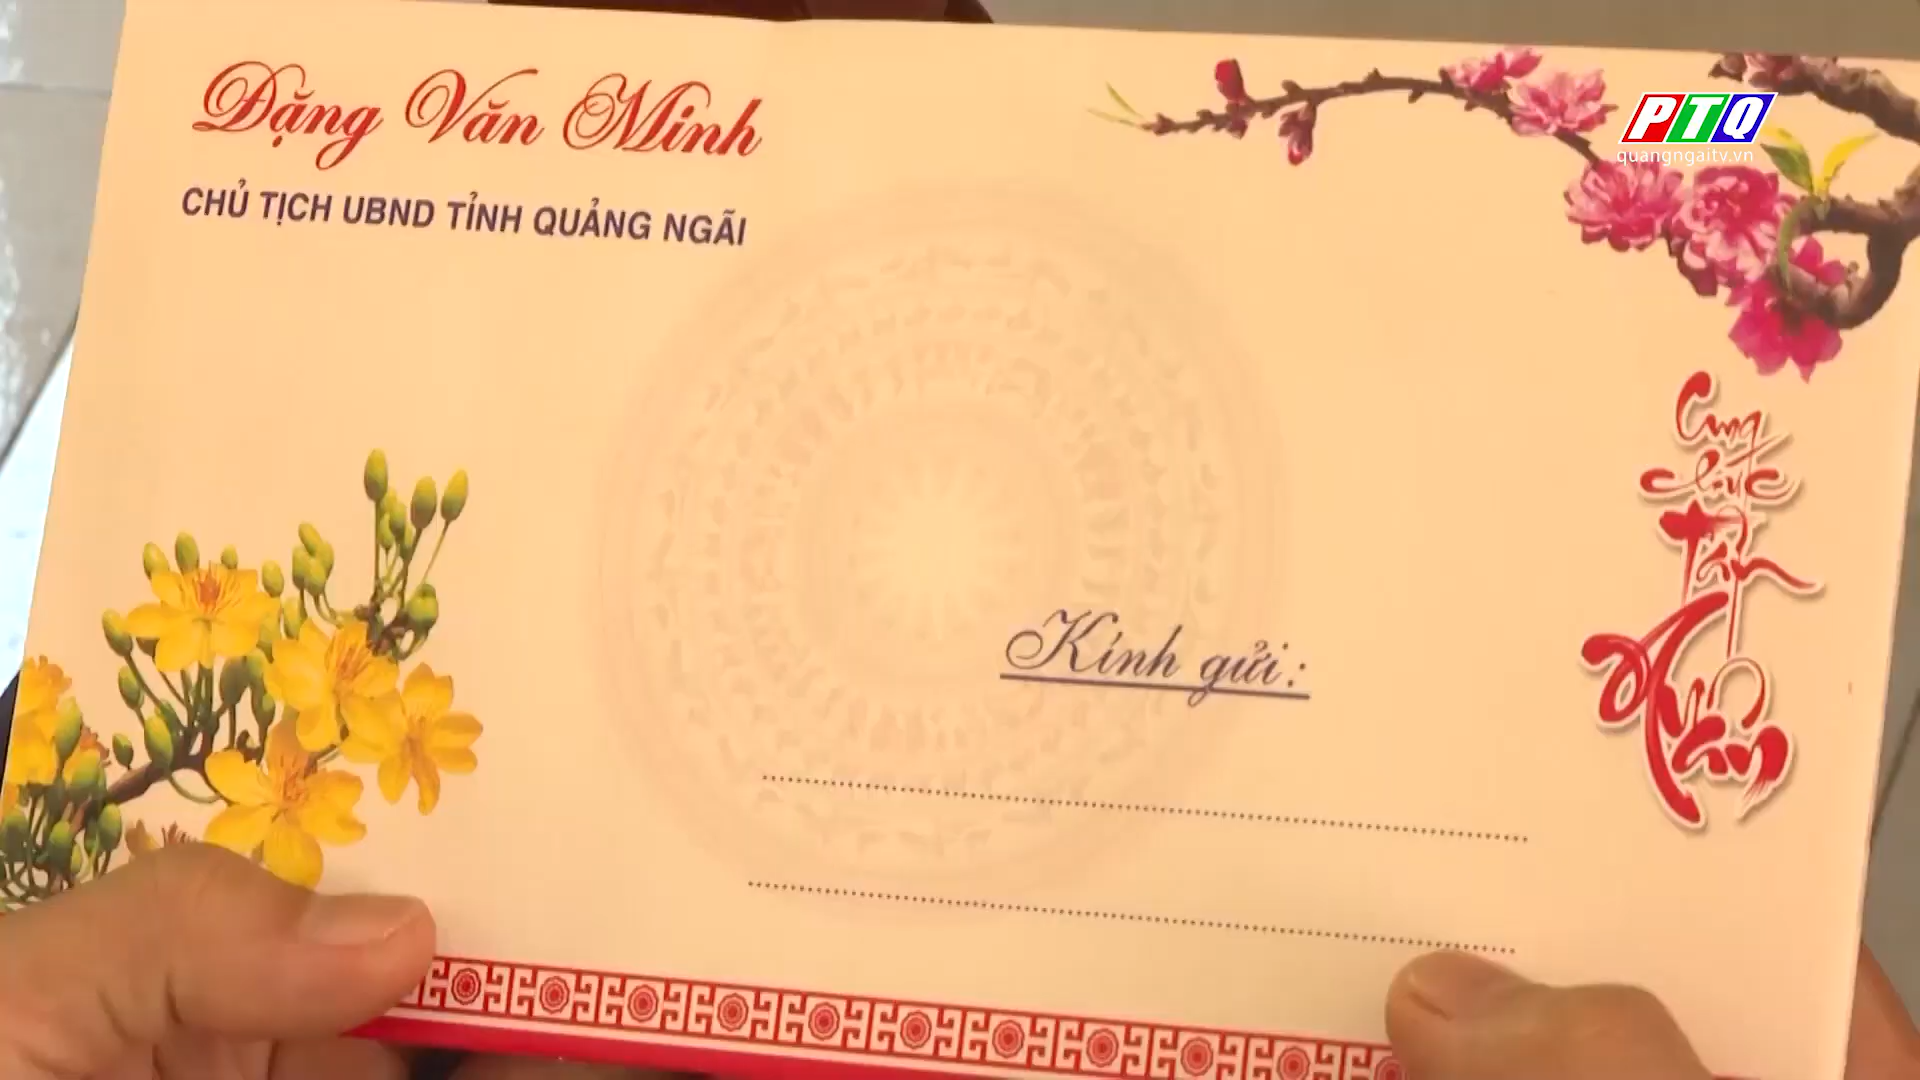 Đặng Văn Minh
CHỦ TỊCH UBND TỈNH QUẢNG NGÃI
PTQ
quangngaitv.vn
Cung
chúc
tân
Xuân
Kính gửi: